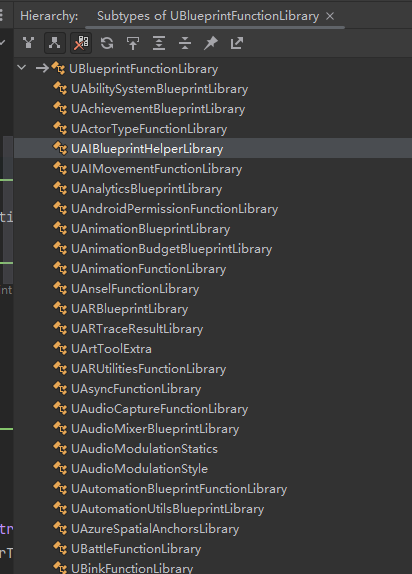 Hierarchy: Subtypes of UBlueprintFunctionLibrary
UBlueprintFunctionLibrary
UAbilitySystemBlueprintLibrary
UAchievementBlueprintLibrary
UActorTypeFunctionLibrary
UAIBlueprintHelperLibrary
UAIMovementFunctionLibrary
UAnalyticsBlueprintLibrary
UAndroidPermissionFunctionLibrary
UAnimationBlueprintLibrary
UAnimationBudgetBlueprintLibrary
UAnimationFunctionLibrary
UAnselFunctionLibrary
UARBlueprintLibrary
UARTraceResultLibrary
UArtToolExtra
UARUtilitiesFunctionLibrary
UAsyncFunctionLibrary
UAudioCaptureFunctionLibrary
UAudioMixerBlueprintLibrary
UAudioModulationStatics
UAudioModulationStyle
UAutomationBlueprintFunctionLibrary
UAutomationUtilsBlueprintLibrary
UAzureSpatialAnchorsLibrary
UBattleFunctionLibrary
UBinkFunctionLibrary